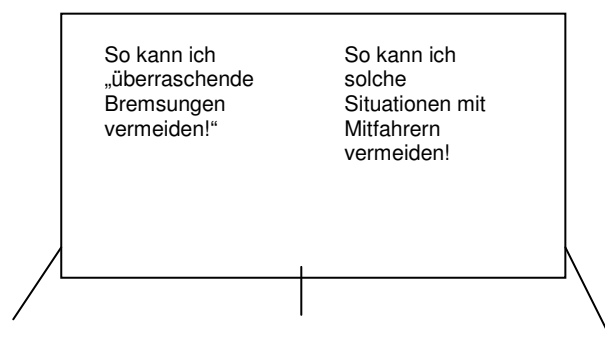 So kann ich
„überraschende
Bremsungen
vermeiden!“
So kann ich
solche
Situationen mit
Mitfahrern
vermeiden!